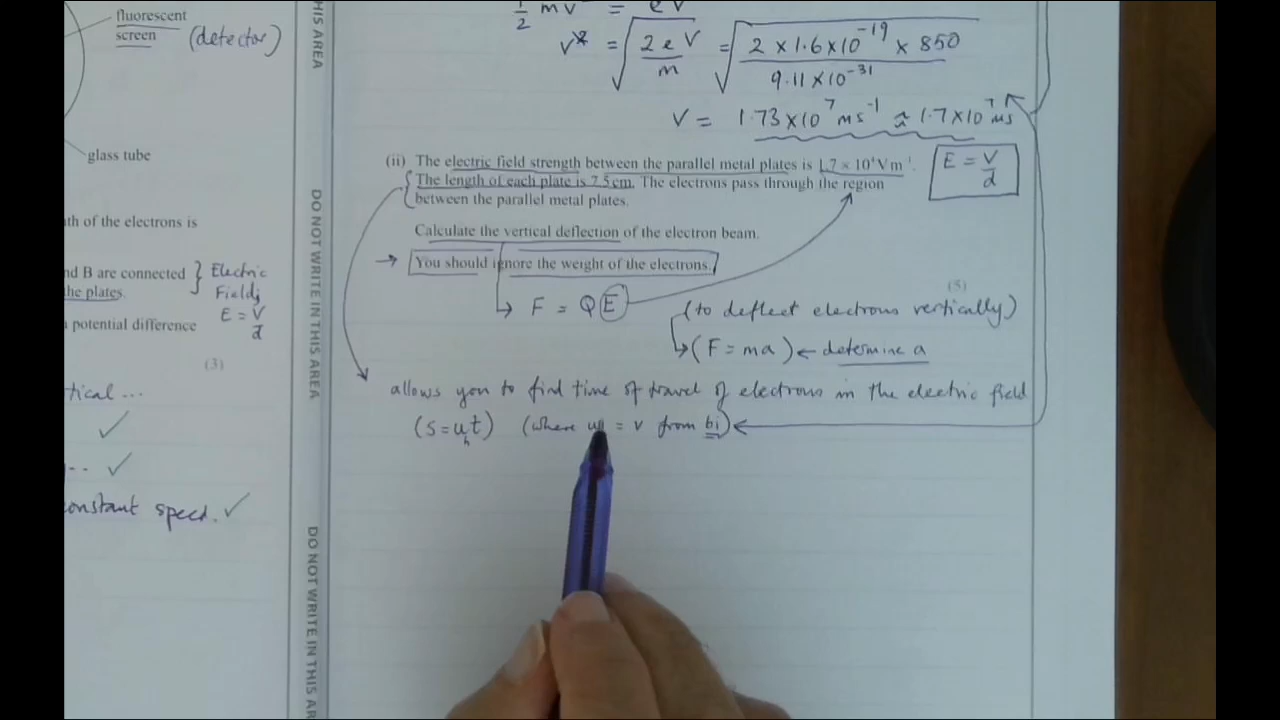 fluorescent
screen (detector)
glass tube
th of the electrons is
nd B are connected } Electric
the plates. Field;
E = V/d
a potential difference
(3)
tical ... ✓
.. ✓
constant speed. ✓
THIS AREA
DO NOT WRITE IN THIS AREA
DO NOT WRITE IN THIS AR
1/2 mv = eV
v = √(2eV/m) = √(2 × 1.6×10⁻¹⁹ × 850 / 9.11×10⁻³¹)
V = 1.73×10⁷ ms⁻¹ ≈ 1.7×10⁷ ms
(ii) The electric field strength between the parallel metal plates is 1.7 × 10⁴ V m⁻¹.
E = V/d
The length of each plate is 7.5 cm. The electrons pass through the region
between the parallel metal plates.
Calculate the vertical deflection of the electron beam.
→ You should ignore the weight of the electrons.
(5)
↳ F = QE (to deflect electrons vertically)
↳ (F = ma) ← determine a
allows you to find time of travel of electrons in the electric field
(s = uₕt) (where u = v from bi)